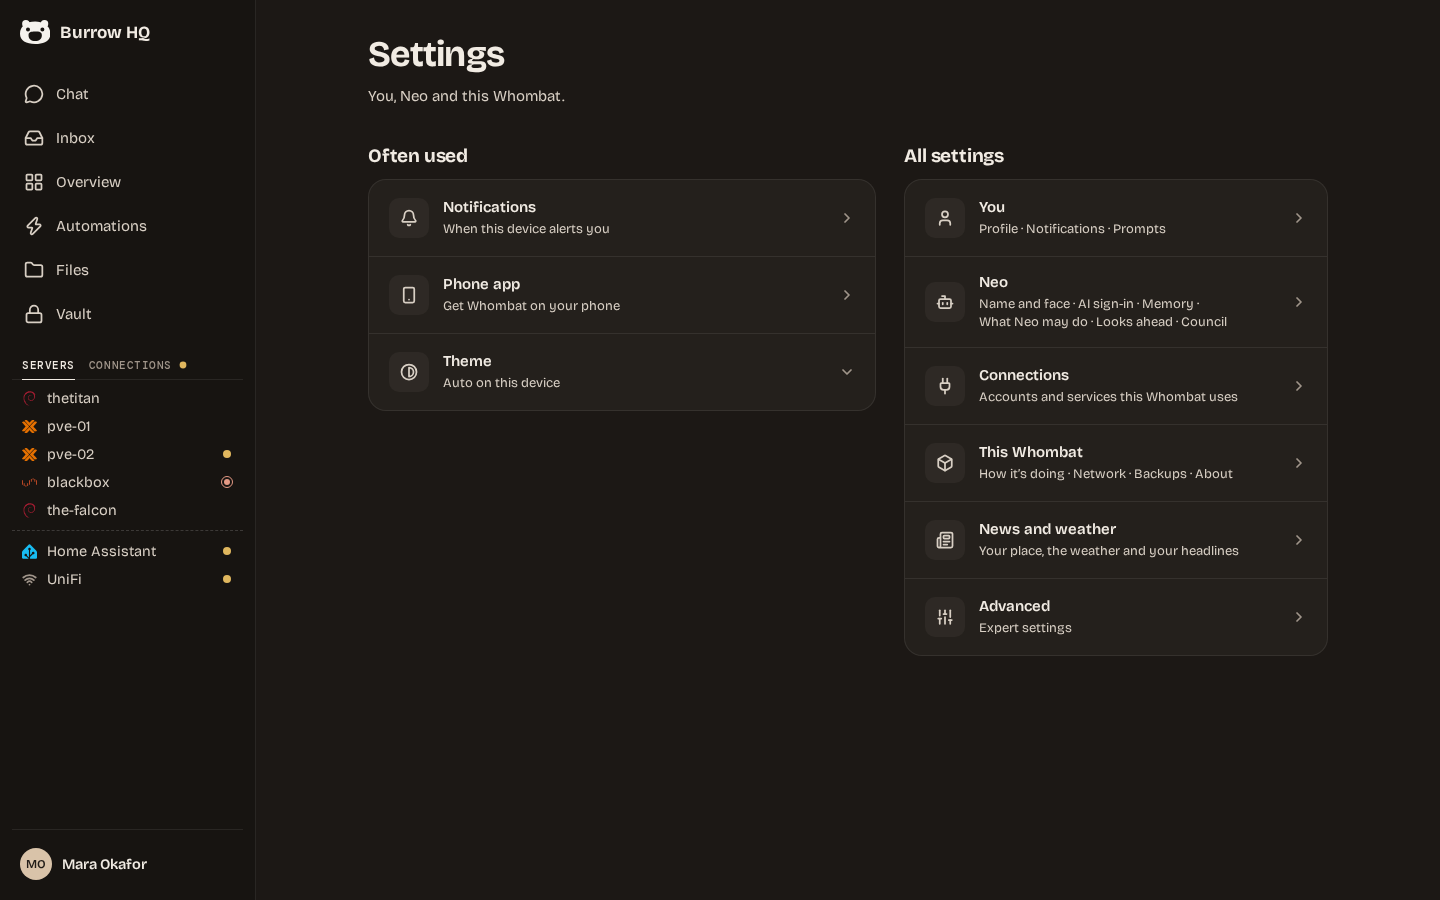 Burrow HQ
Chat
Inbox
Overview
Automations
Files
Vault
SERVERS CONNECTIONS
thetitan
pve-01
pve-02
blackbox
the-falcon
Home Assistant
UniFi
MO Mara Okafor
Settings
You, Neo and this Whombat.
Often used
Notifications
When this device alerts you
Phone app
Get Whombat on your phone
Theme
Auto on this device
All settings
You
Profile · Notifications · Prompts
Neo
Name and face · AI sign-in · Memory ·
What Neo may do · Looks ahead · Council
Connections
Accounts and services this Whombat uses
This Whombat
How it's doing · Network · Backups · About
News and weather
Your place, the weather and your headlines
Advanced
Expert settings